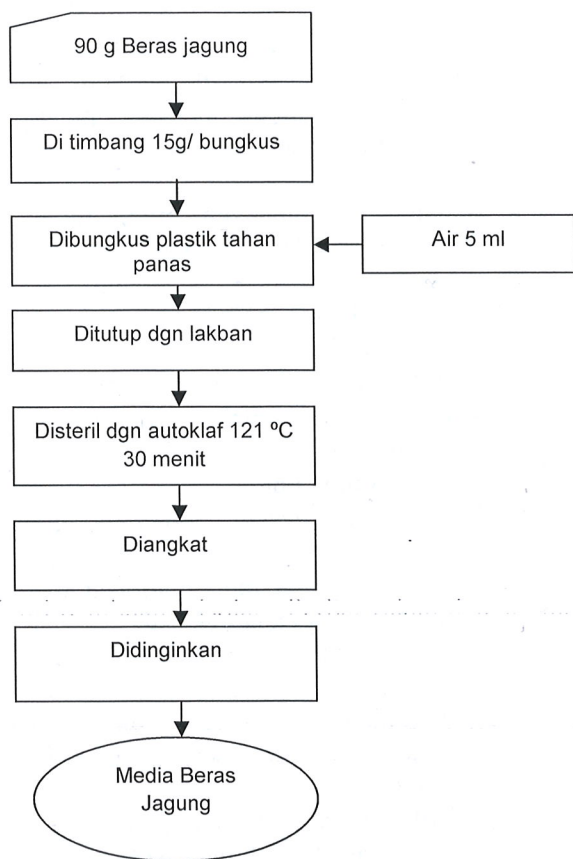 90 g Beras jagung
Di timbang 15g/ bungkus
Dibungkus plastik tahan
panas
Air 5 ml
Ditutup dgn lakban
Disteril dgn autoklaf 121 ºC
30 menit
Diangkat
Didinginkan
Media Beras
Jagung